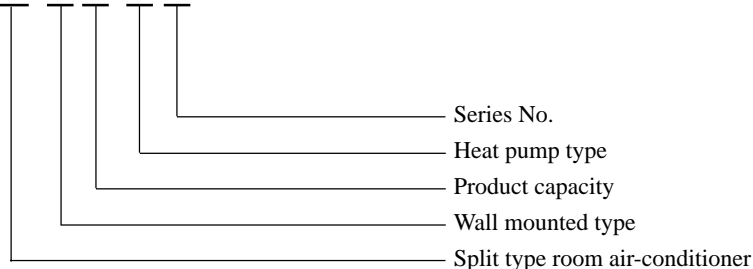 Series No.
Heat pump type
Product capacity
Wall mounted type
Split type room air-conditioner